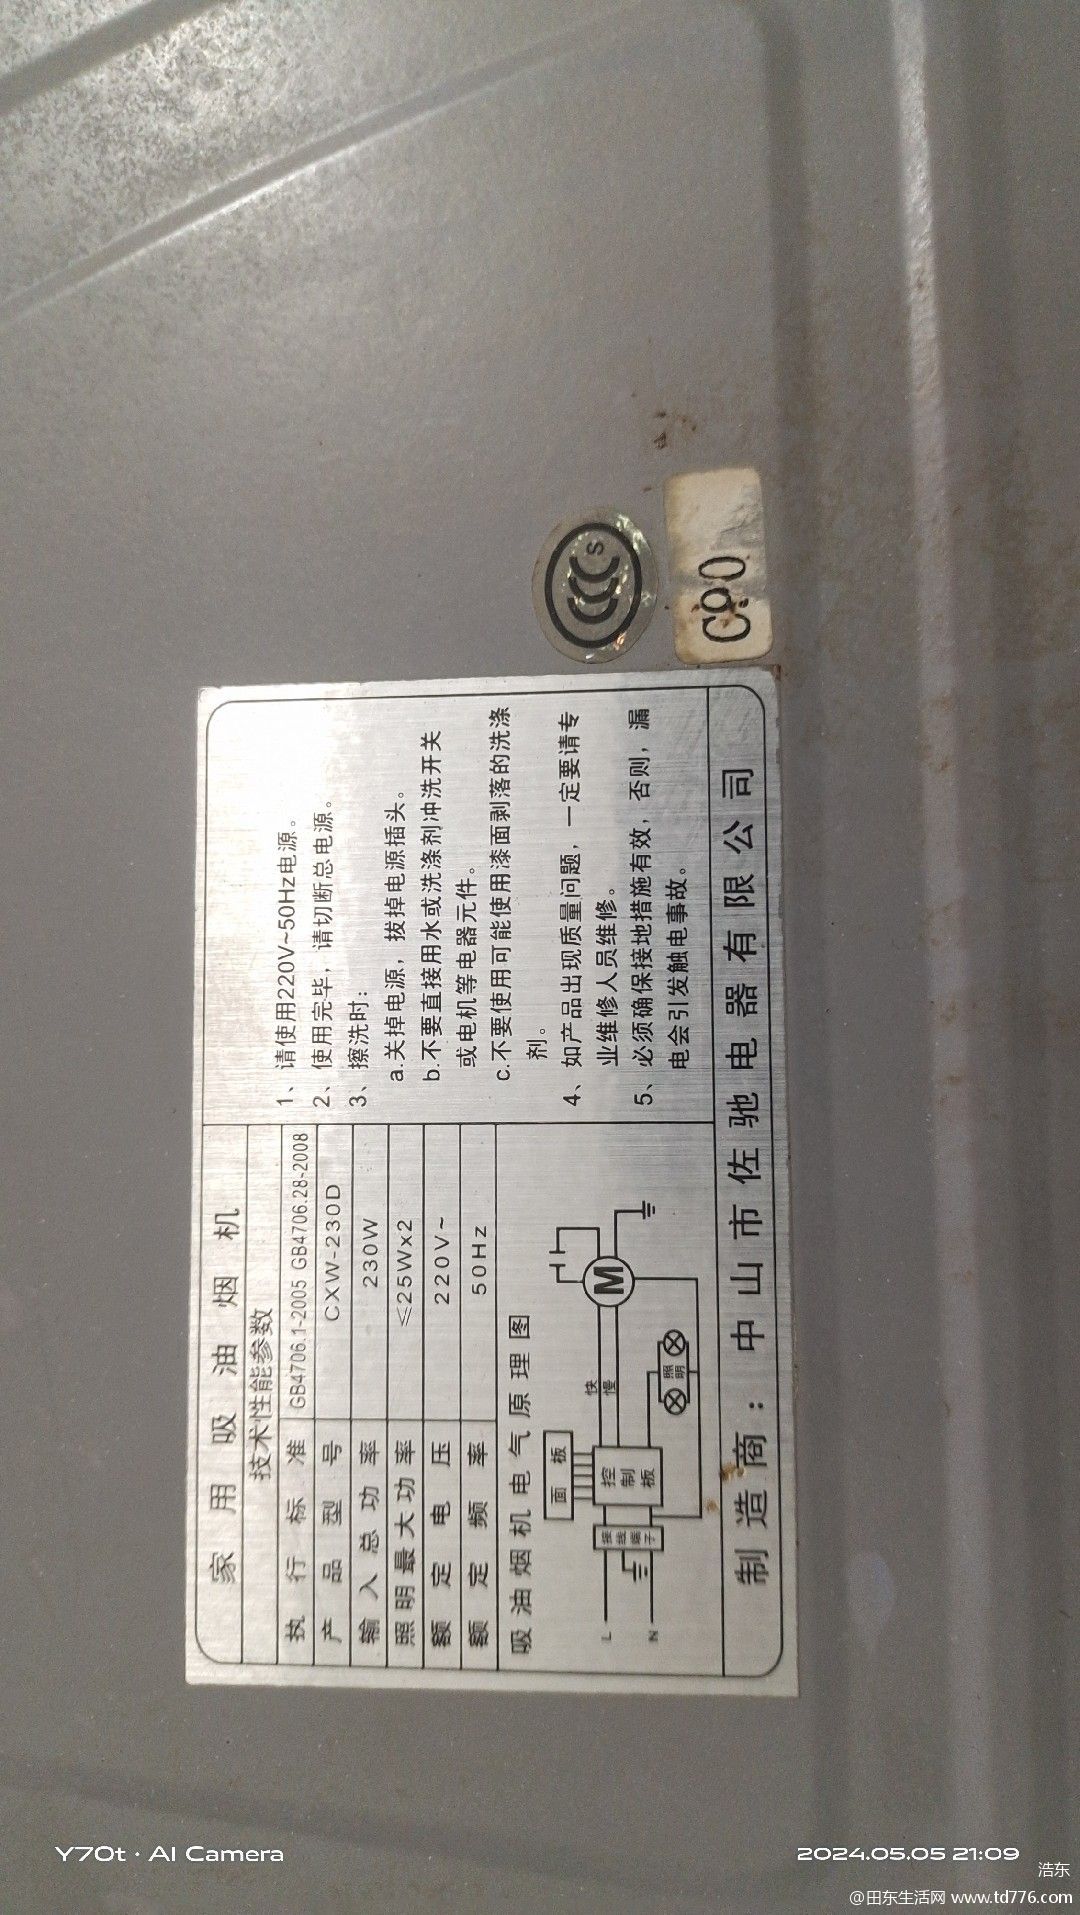 家用吸油烟机
技术性能参数
执行标准 GB4706.1-2005 GB4706.28-2008
产品型号 CXW-230D
输入总功率 230W
照明最大功率 ≤25Wx2
额定电压 220V~
额定频率 50Hz
吸油烟机电气原理图
面板
快
慢
控制板
接线端子
照明
M
L
N
1、请使用220V~50Hz电源。
2、使用完毕，请切断总电源。
3、擦洗时：
a.关掉电源，拔掉电源插头。
b.不要直接用水或洗涤剂冲洗开关
或电机等电器元件。
c.不要使用可能使用漆面剥落的洗涤
剂。
4、如产品出现质量问题，一定要请专
业维修人员维修。
5、必须确保接地措施有效，否则，漏
电会引发触电事故。
制造商：中山市佐驰电器有限公司
CCC S
C90
Y70t · AI Camera
2024.05.05 21:09
浩东
@田东生活网 www.td776.com